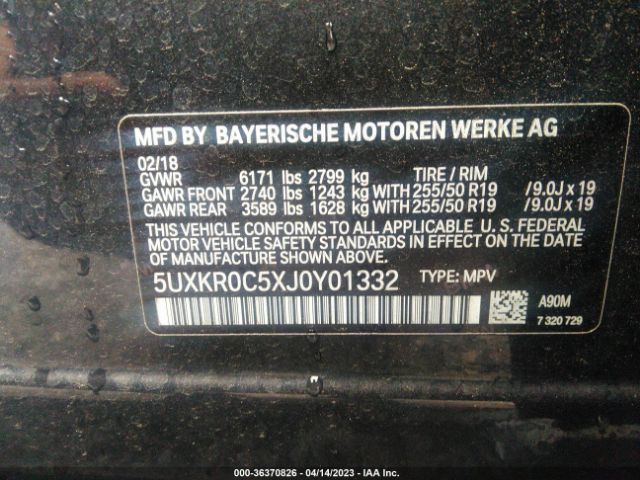 MFD BY BAYERISCHE MOTOREN WERKE AG
02/18
GVWR 6171 lbs 2799 kg TIRE / RIM
GAWR FRONT 2740 lbs 1243 kg WITH 255/50 R19 /9.0J x 19
GAWR REAR 3589 lbs 1628 kg WITH 255/50 R19 /9.0J x 19
THIS VEHICLE CONFORMS TO ALL APPLICABLE U. S. FEDERAL
MOTOR VEHICLE SAFETY STANDARDS IN EFFECT ON THE DATE
OF MANUFACTURE SHOWN ABOVE.
5UXKR0C5XJ0Y01332 TYPE: MPV
A90M
7 320 729
000-36370826 - 04/14/2023 - IAA Inc.